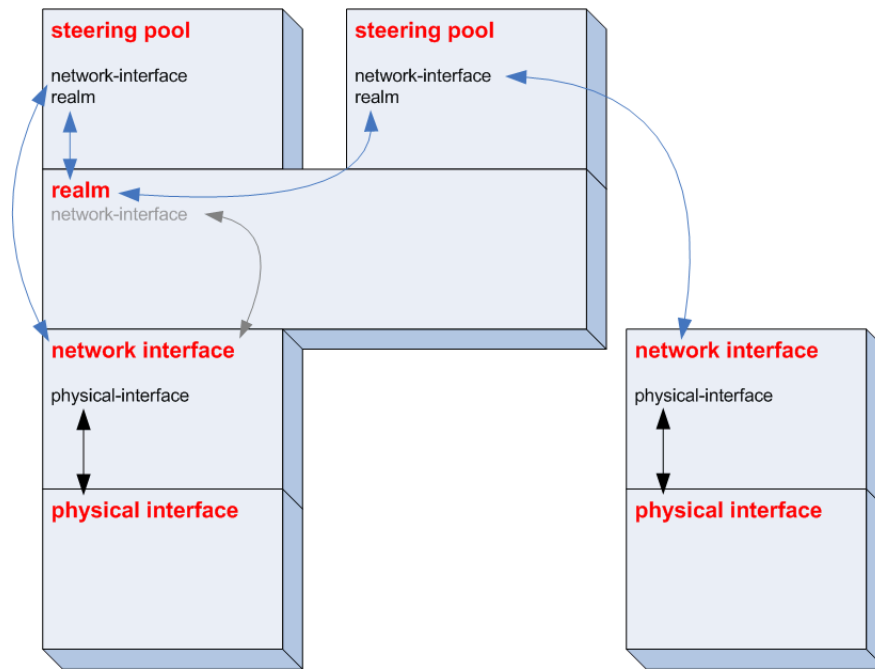 steering pool
network-interface
realm
steering pool
network-interface
realm
realm
network-interface
network interface
physical-interface
physical interface
network interface
physical-interface
physical interface